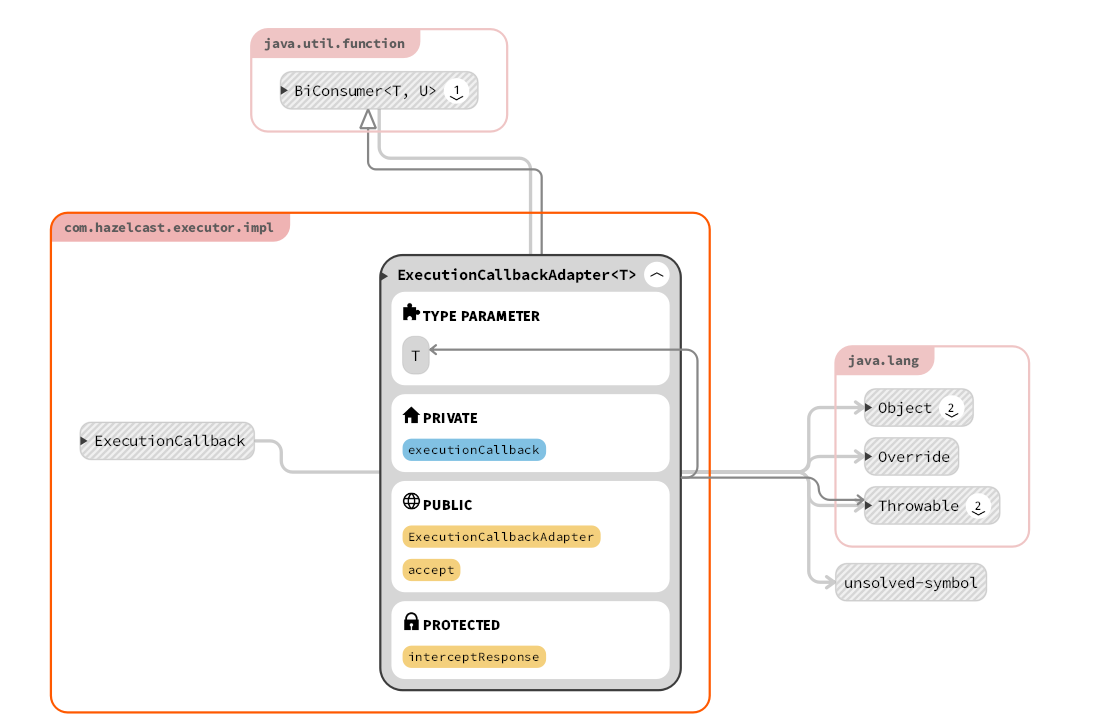 java.util.function
BiConsumer<T, U> 1
com.hazelcast.executor.impl
ExecutionCallbackAdapter<T>
TYPE PARAMETER
T
PRIVATE
executionCallback
PUBLIC
ExecutionCallbackAdapter
accept
PROTECTED
interceptResponse
ExecutionCallback
java.lang
Object 2
Override
Throwable 2
unsolved-symbol